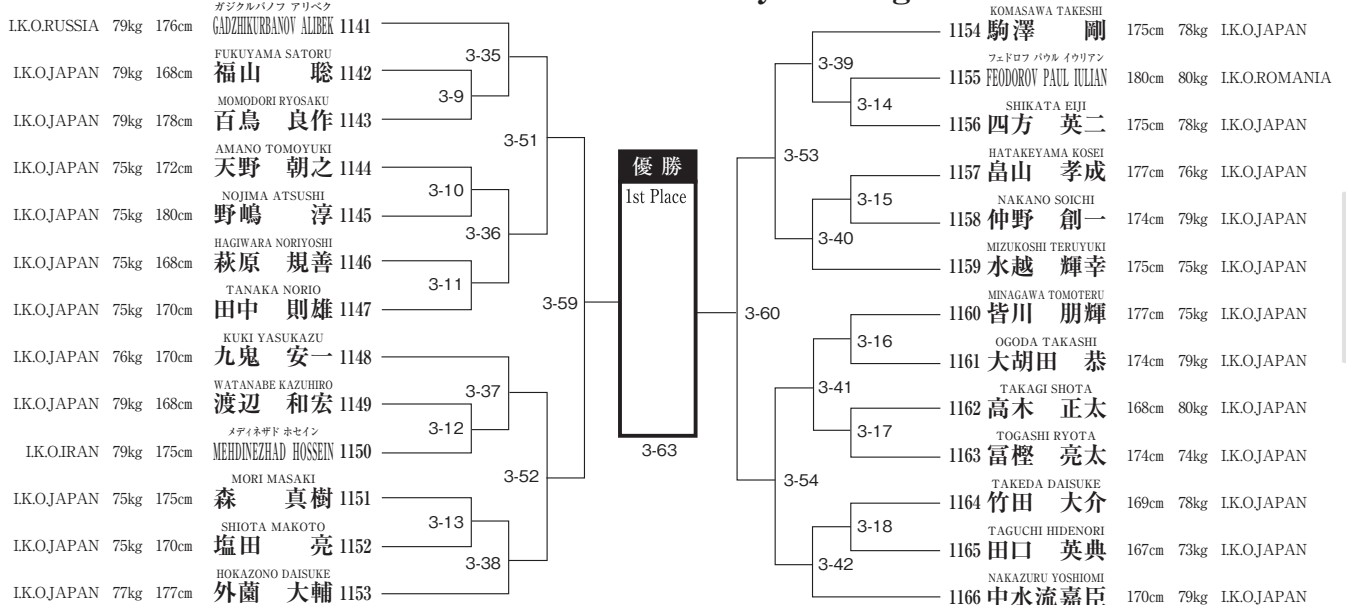 ガジクルバノフ アリベク
I.K.O.RUSSIA 79kg 176cm GADZHIKURBANOV ALIBEK 1141
FUKUYAMA SATORU
I.K.O.JAPAN 79kg 168cm 福山 聡 1142
MOMODORI RYOSAKU
I.K.O.JAPAN 79kg 178cm 百鳥 良作 1143
AMANO TOMOYUKI
I.K.O.JAPAN 75kg 172cm 天野 朝之 1144
NOJIMA ATSUSHI
I.K.O.JAPAN 75kg 180cm 野嶋 淳 1145
HAGIWARA NORIYOSHI
I.K.O.JAPAN 75kg 168cm 萩原 規善 1146
TANAKA NORIO
I.K.O.JAPAN 75kg 170cm 田中 則雄 1147
KUKI YASUKAZU
I.K.O.JAPAN 76kg 170cm 九鬼 安一 1148
WATANABE KAZUHIRO
I.K.O.JAPAN 79kg 168cm 渡辺 和宏 1149
メディネザド ホセイン
I.K.O.IRAN 79kg 175cm MEHDINEZHAD HOSSEIN 1150
MORI MASAKI
I.K.O.JAPAN 75kg 175cm 森 真樹 1151
SHIOTA MAKOTO
I.K.O.JAPAN 75kg 170cm 塩田 亮 1152
HOKAZONO DAISUKE
I.K.O.JAPAN 77kg 177cm 外薗 大輔 1153
3-35
3-9
3-51
3-10
3-36
3-11
3-59
3-37
3-12
3-52
3-13
3-38
優勝
1st Place
3-63
3-39
3-14
3-53
3-15
3-40
3-60
3-16
3-41
3-17
3-54
3-18
3-42
KOMASAWA TAKESHI
1154 駒澤 剛 175cm 78kg I.K.O.JAPAN
フェドロフ パウル イウリアン
1155 FEODOROV PAUL IULIAN 180cm 80kg I.K.O.ROMANIA
SHIKATA EIJI
1156 四方 英二 175cm 78kg I.K.O.JAPAN
HATAKEYAMA KOSEI
1157 畠山 孝成 177cm 76kg I.K.O.JAPAN
NAKANO SOICHI
1158 仲野 創一 174cm 79kg I.K.O.JAPAN
MIZUKOSHI TERUYUKI
1159 水越 輝幸 175cm 75kg I.K.O.JAPAN
MINAGAWA TOMOTERU
1160 皆川 朋輝 177cm 75kg I.K.O.JAPAN
OGODA TAKASHI
1161 大胡田 恭 174cm 79kg I.K.O.JAPAN
TAKAGI SHOTA
1162 高木 正太 168cm 80kg I.K.O.JAPAN
TOGASHI RYOTA
1163 冨樫 亮太 174cm 74kg I.K.O.JAPAN
TAKEDA DAISUKE
1164 竹田 大介 169cm 78kg I.K.O.JAPAN
TAGUCHI HIDENORI
1165 田口 英典 167cm 73kg I.K.O.JAPAN
NAKAZURU YOSHIOMI
1166 中水流嘉臣 170cm 79kg I.K.O.JAPAN